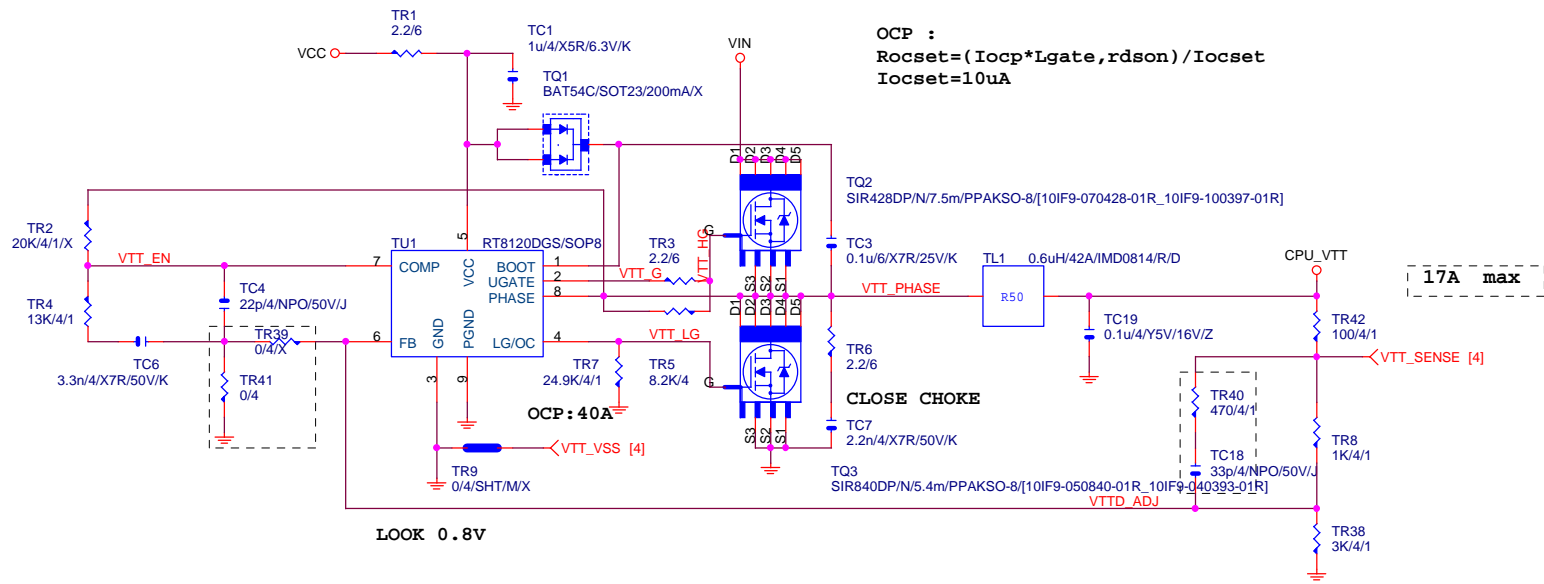 TR1
2.2/6
VCC
TC1
1u/4/X5R/6.3V/K
TQ1
BAT54C/SOT23/200mA/X
VIN
OCP :
Rocset=(Iocp*Lgate,rdson)/Iocset
Iocset=10uA
D1
D2
D3
D4
D5
TQ2
SIR428DP/N/7.5m/PPAKSO-8/[10IF9-070428-01R_10IF9-100397-01R]
G
S3
S2
S1
TR2
20K/4/1/X
VTT_EN
TU1
RT8120DGS/SOP8
5
7
COMP
VCC
BOOT
1
UGATE
2
PHASE
8
6
FB
GND
PGND
LG/OC
4
3
9
TR3
2.2/6
VTT_G
VTT_HG
TC3
0.1u/6/X7R/25V/K
VTT_PHASE
TL1
0.6uH/42A/IMD0814/R/D
R50
CPU_VTT
17A max
TR4
13K/4/1
TC4
22p/4/NPO/50V/J
TR39
0/4/X
TC6
3.3n/4/X7R/50V/K
TR41
0/4
VTT_LG
TR7
24.9K/4/1
TR5
8.2K/4
OCP:40A
D1
D2
D3
D4
D5
G
S3
S2
S1
TR6
2.2/6
CLOSE CHOKE
TC7
2.2n/4/X7R/50V/K
TQ3
SIR840DP/N/5.4m/PPAKSO-8/[10IF9-050840-01R_10IF9-040393-01R]
TC19
0.1u/4/Y5V/16V/Z
TR42
100/4/1
VTT_SENSE [4]
TR40
470/4/1
TR8
1K/4/1
TC18
33p/4/NPO/50V/J
VTT_VSS [4]
TR9
0/4/SHT/M/X
VTTD_ADJ
LOOK 0.8V
TR38
3K/4/1